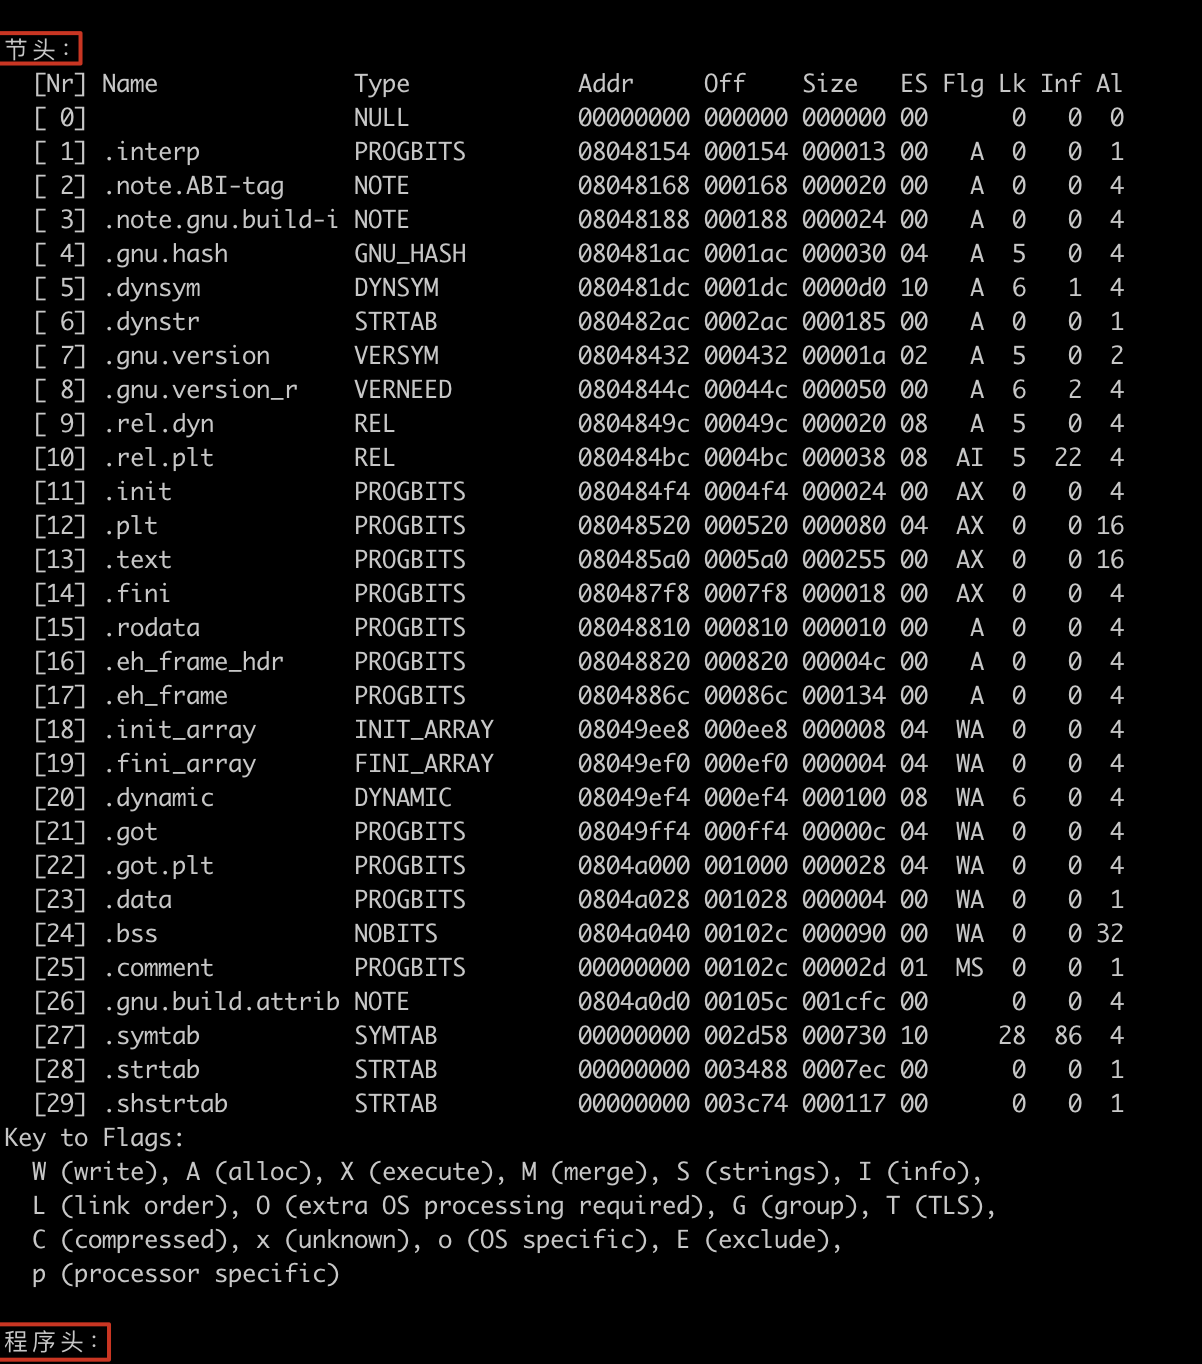 节头：
[Nr] Name Type Addr Off Size ES Flg Lk Inf Al
[ 0] NULL 00000000 000000 000000 00 0 0 0
[ 1] .interp PROGBITS 08048154 000154 000013 00 A 0 0 1
[ 2] .note.ABI-tag NOTE 08048168 000168 000020 00 A 0 0 4
[ 3] .note.gnu.build-i NOTE 08048188 000188 000024 00 A 0 0 4
[ 4] .gnu.hash GNU_HASH 080481ac 0001ac 000030 04 A 5 0 4
[ 5] .dynsym DYNSYM 080481dc 0001dc 0000d0 10 A 6 1 4
[ 6] .dynstr STRTAB 080482ac 0002ac 000185 00 A 0 0 1
[ 7] .gnu.version VERSYM 08048432 000432 00001a 02 A 5 0 2
[ 8] .gnu.version_r VERNEED 0804844c 00044c 000050 00 A 6 2 4
[ 9] .rel.dyn REL 0804849c 00049c 000020 08 A 5 0 4
[10] .rel.plt REL 080484bc 0004bc 000038 08 AI 5 22 4
[11] .init PROGBITS 080484f4 0004f4 000024 00 AX 0 0 4
[12] .plt PROGBITS 08048520 000520 000080 04 AX 0 0 16
[13] .text PROGBITS 080485a0 0005a0 000255 00 AX 0 0 16
[14] .fini PROGBITS 080487f8 0007f8 000018 00 AX 0 0 4
[15] .rodata PROGBITS 08048810 000810 000010 00 A 0 0 4
[16] .eh_frame_hdr PROGBITS 08048820 000820 00004c 00 A 0 0 4
[17] .eh_frame PROGBITS 0804886c 00086c 000134 00 A 0 0 4
[18] .init_array INIT_ARRAY 08049ee8 000ee8 000008 04 WA 0 0 4
[19] .fini_array FINI_ARRAY 08049ef0 000ef0 000004 04 WA 0 0 4
[20] .dynamic DYNAMIC 08049ef4 000ef4 000100 08 WA 6 0 4
[21] .got PROGBITS 08049ff4 000ff4 00000c 04 WA 0 0 4
[22] .got.plt PROGBITS 0804a000 001000 000028 04 WA 0 0 4
[23] .data PROGBITS 0804a028 001028 000004 00 WA 0 0 1
[24] .bss NOBITS 0804a040 00102c 000090 00 WA 0 0 32
[25] .comment PROGBITS 00000000 00102c 00002d 01 MS 0 0 1
[26] .gnu.build.attrib NOTE 0804a0d0 00105c 001cfc 00 0 0 4
[27] .symtab SYMTAB 00000000 002d58 000730 10 28 86 4
[28] .strtab STRTAB 00000000 003488 0007ec 00 0 0 1
[29] .shstrtab STRTAB 00000000 003c74 000117 00 0 0 1
Key to Flags:
W (write), A (alloc), X (execute), M (merge), S (strings), I (info),
L (link order), O (extra OS processing required), G (group), T (TLS),
C (compressed), x (unknown), o (OS specific), E (exclude),
p (processor specific)
程序头：